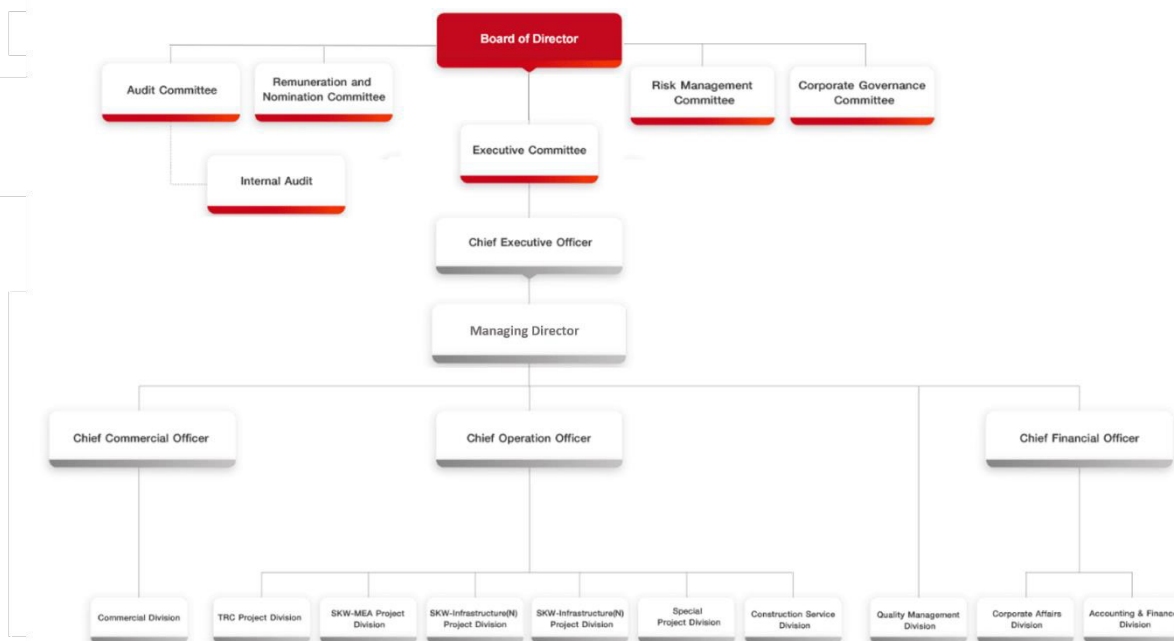 Board of Director
Audit Committee
Remuneration and
Nomination Committee
Risk Management
Committee
Corporate Governance
Committee
Executive Committee
Internal Audit
Chief Executive Officer
Managing Director
Chief Commercial Officer
Chief Operation Officer
Chief Financial Officer
Commercial Division
TRC Project Division
SKW-MEA Project
Division
SKW-Infrastructure(N)
Project Division
SKW-Infrastructure(N)
Project Division
Special
Project Division
Construction Service
Division
Quality Management
Division
Corporate Affairs
Division
Accounting & Financ
Division